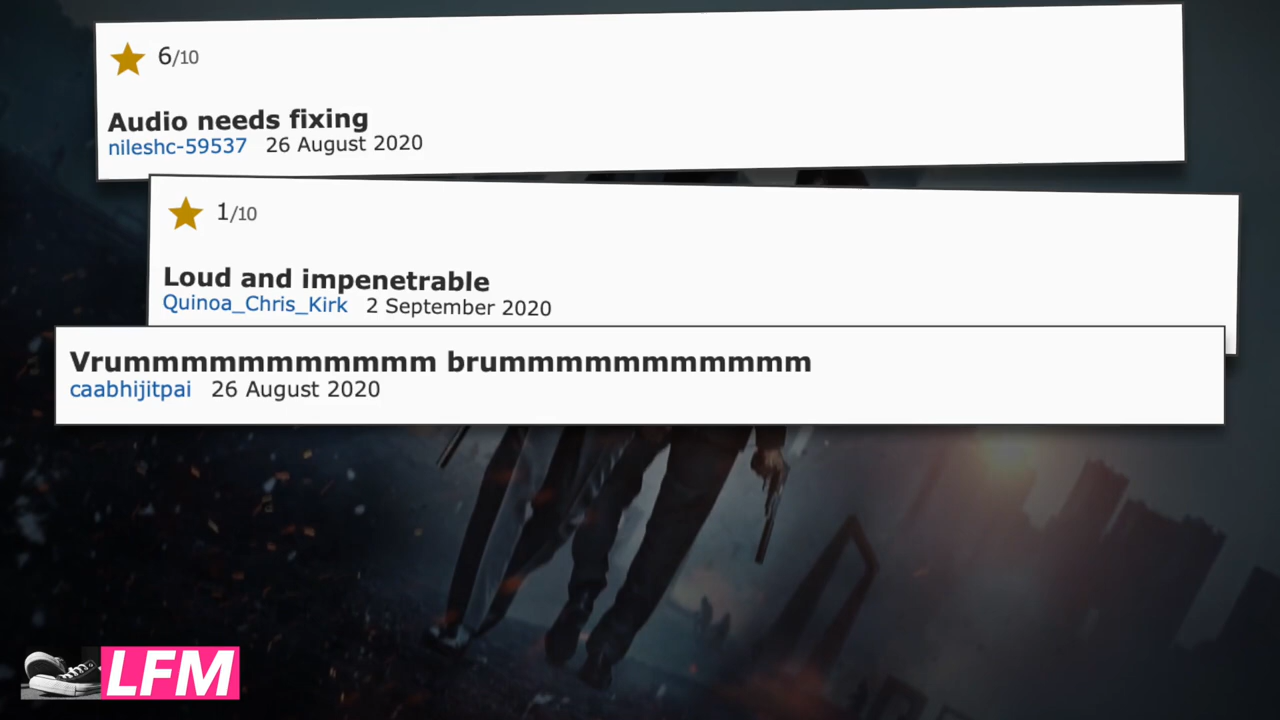 6/10
Audio needs fixing
nileshc-59537 26 August 2020
1/10
Loud and impenetrable
Quinoa_Chris_Kirk 2 September 2020
Vrummmmmmmmmmm brummmmmmmmmmm
caabhijitpai 26 August 2020
LFM